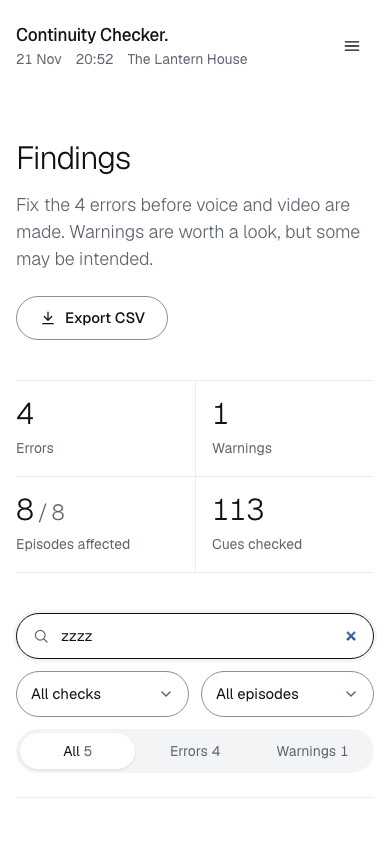 Continuity Checker.
21 Nov 20:52 The Lantern House
Findings
Fix the 4 errors before voice and video are
made. Warnings are worth a look, but some
may be intended.
Export CSV
4
Errors
1
Warnings
8 / 8
Episodes affected
113
Cues checked
zzzz
All checks
All episodes
All 5
Errors 4
Warnings 1